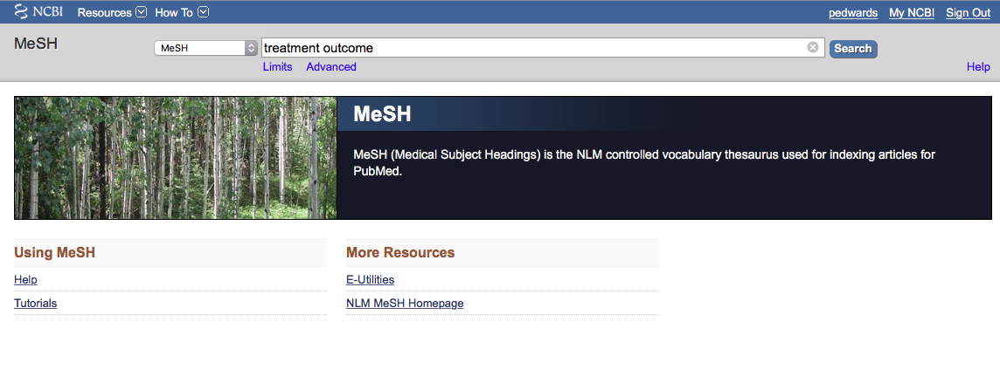 NCBI Resources How To pedwards My NCBI Sign Out
MeSH MeSH treatment outcome Search
Limits Advanced Help
MeSH
MeSH (Medical Subject Headings) is the NLM controlled vocabulary thesaurus used for indexing articles for
PubMed.
Using MeSH
Help
Tutorials
More Resources
E-Utilities
NLM MeSH Homepage